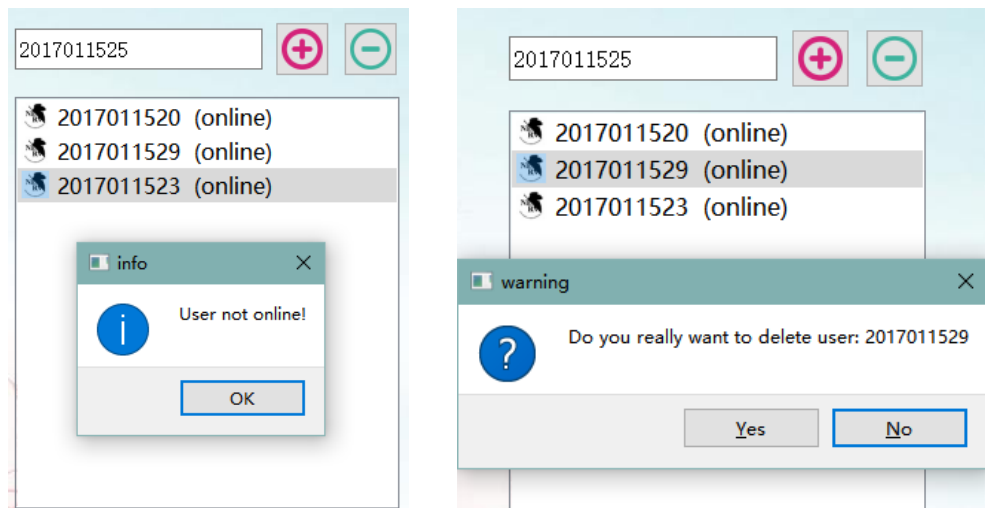 2017011525
2017011520 (online)
2017011529 (online)
2017011523 (online)
info
User not online!
OK
2017011525
2017011520 (online)
2017011529 (online)
2017011523 (online)
warning
Do you really want to delete user: 2017011529
Yes
No